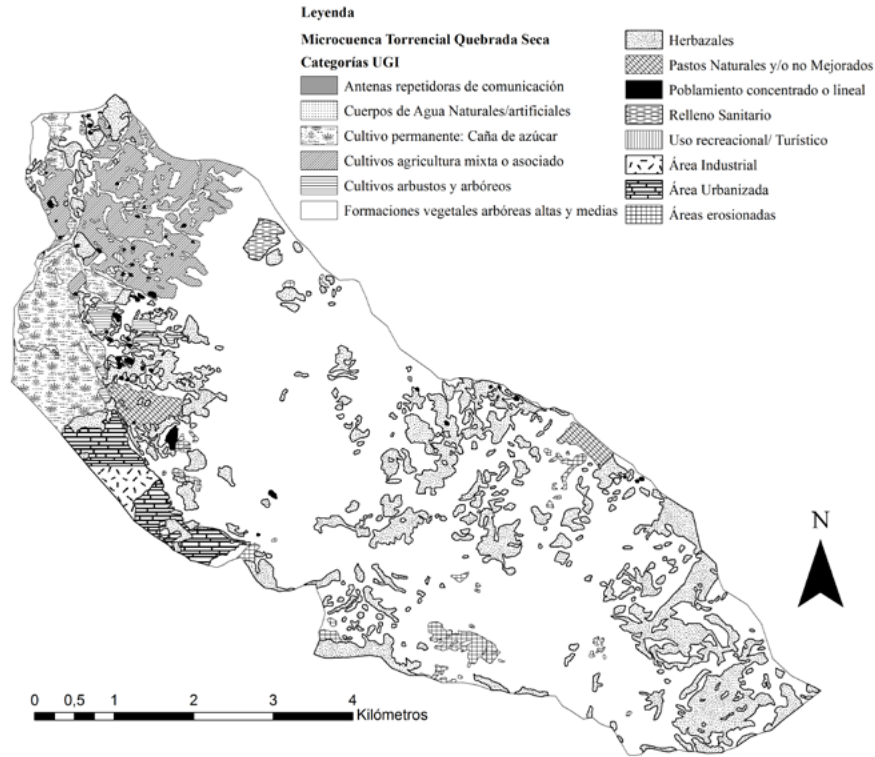 Leyenda
Microcuenca Torrencial Quebrada Seca
Categorías UGI
Antenas repetidoras de comunicación
Cuerpos de Agua Naturales/artificiales
Cultivo permanente: Caña de azúcar
Cultivos agricultura mixta o asociado
Cultivos arbustos y arbóreos
Formaciones vegetales arbóreas altas y medias
Herbazales
Pastos Naturales y/o no Mejorados
Poblamiento concentrado o lineal
Relleno Sanitario
Uso recreacional/ Turístico
Área Industrial
Área Urbanizada
Áreas erosionadas
N
0 0,5 1 2 3 4
Kilómetros